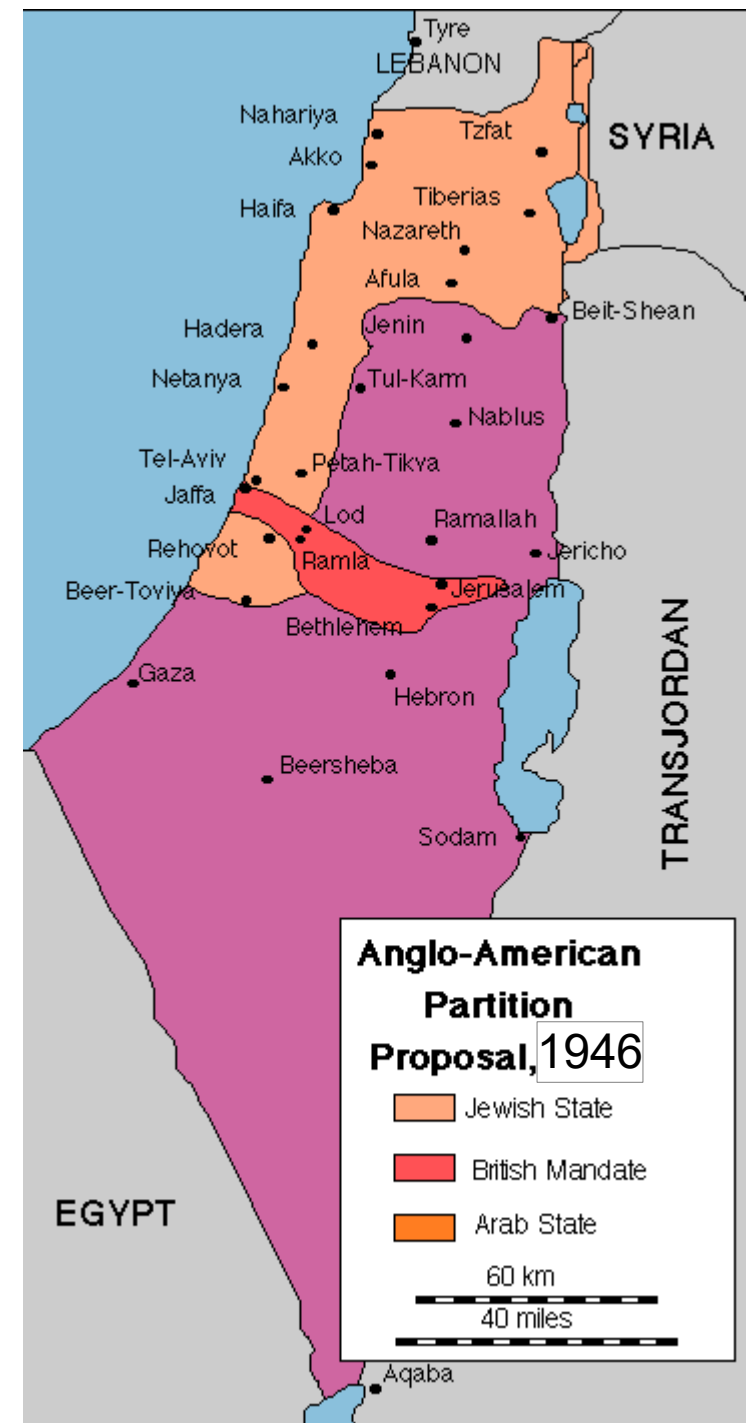 Tyre
LEBANON
Nahariya
Tzfat
SYRIA
Akko
Tiberias
Haifa
Nazareth
Afula
Beit-Shean
Hadera
Jenin
Netanya
Tul-Karm
Nablus
Tel-Aviv
Petah-Tikva
Jaffa
Lod
Ramallah
Rehovot
Ramla
Jericho
Beer-Toviya
Jerusalem
Bethlehem
Gaza
Hebron
TRANSJORDAN
Beersheba
Sodam
EGYPT
Anglo-American
Partition
Proposal, 1946
Jewish State
British Mandate
Arab State
60 km
40 miles
Aqaba